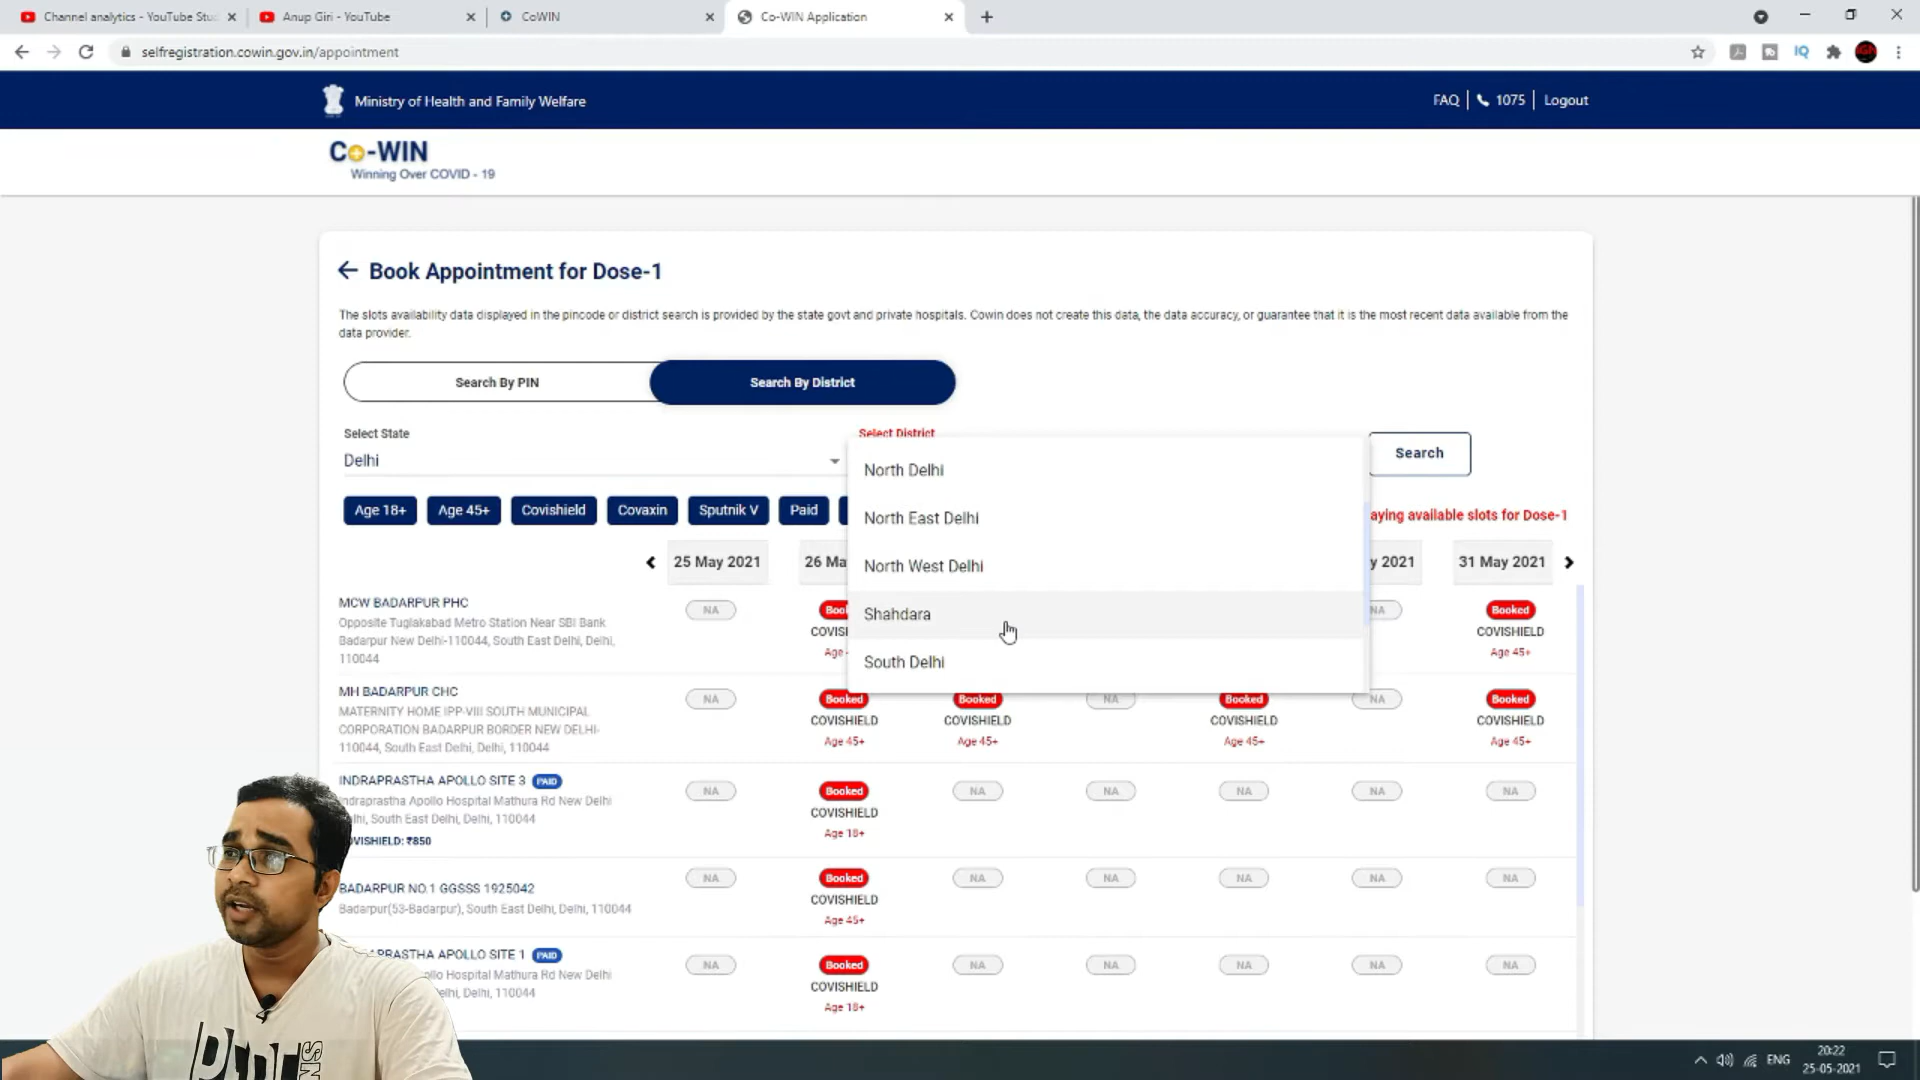 Channel analytics - YouTube Stu
Anup Giri - YouTube
CoWIN
Co-WIN Application
selfregistration.cowin.gov.in/appointment
Ministry of Health and Family Welfare
FAQ
1075
Logout
Co-WIN
Winning Over COVID - 19
Book Appointment for Dose-1
The slots availability data displayed in the pincode or district search is provided by the state govt and private hospitals. Cowin does not create this data, the data accuracy, or guarantee that it is the most recent data available from the
data provider.
Search By PIN
Search By District
Select State
Select District
Delhi
Search
North Delhi
North East Delhi
North West Delhi
Shahdara
South Delhi
Age 18+
Age 45+
Covishield
Covaxin
Sputnik V
Paid
aying available slots for Dose-1
25 May 2021
26 Ma
y 2021
31 May 2021
MCW BADARPUR PHC
Opposite Tuglakabad Metro Station Near SBI Bank
Badarpur New Delhi-110044, South East Delhi, Delhi,
110044
NA
Boo
COVIS
Age
NA
Booked
COVISHIELD
Age 45+
MH BADARPUR CHC
MATERNITY HOME IPP-VIII SOUTH MUNICIPAL
CORPORATION BADARPUR BORDER NEW DELHI-
110044, South East Delhi, Delhi, 110044
NA
Booked
COVISHIELD
Age 45+
Booked
COVISHIELD
Age 45+
NA
Booked
COVISHIELD
Age 45+
NA
Booked
COVISHIELD
Age 45+
INDRAPRASTHA APOLLO SITE 3 PAID
Indraprastha Apollo Hospital Mathura Rd New Delhi
lhi, South East Delhi, Delhi, 110044
OVISHIELD: ₹850
NA
Booked
COVISHIELD
Age 18+
NA
NA
NA
NA
NA
BADARPUR NO.1 GGSSS 1925042
Badarpur(53-Badarpur), South East Delhi, Delhi, 110044
NA
Booked
COVISHIELD
Age 45+
NA
NA
NA
NA
NA
APRASTHA APOLLO SITE 1 PAID
ollo Hospital Mathura Rd New Delhi
elhi, Delhi, 110044
NA
Booked
COVISHIELD
Age 18+
NA
NA
NA
NA
NA
ENG
20:22
25-05-2021